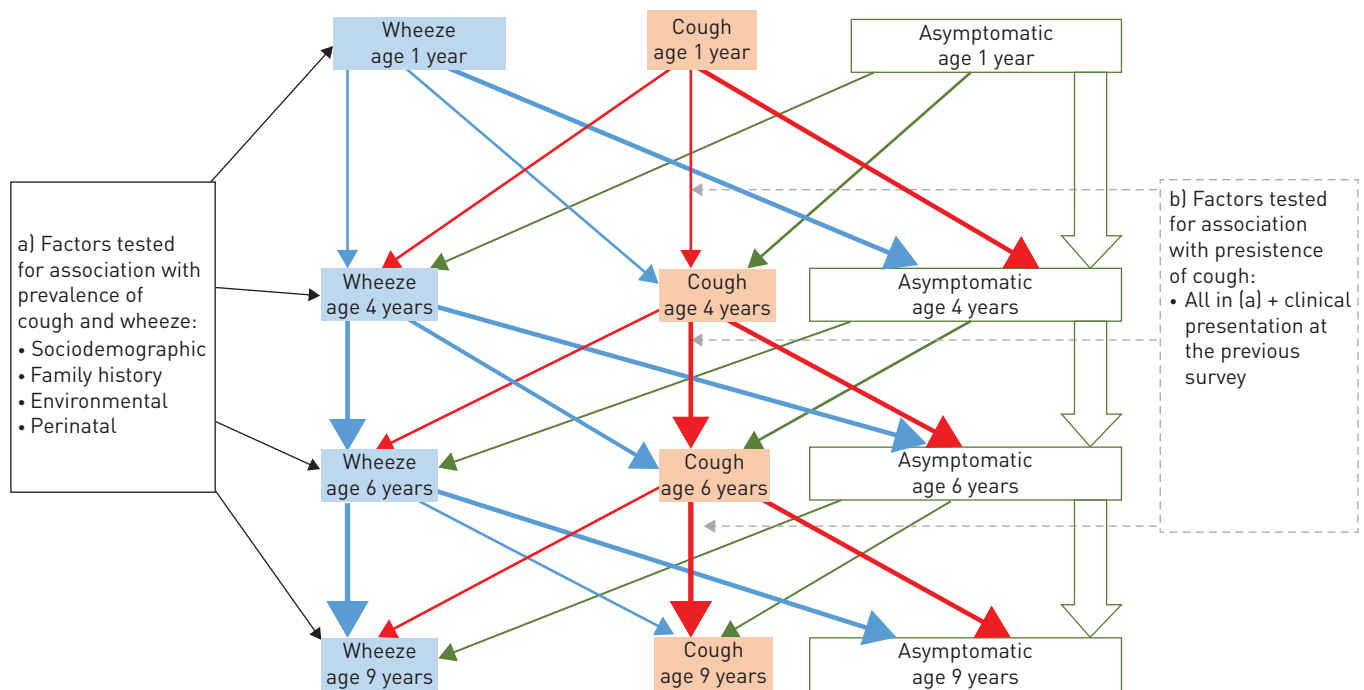 Wheeze
age 1 year
Cough
age 1 year
Asymptomatic
age 1 year
a) Factors tested
for association with
prevalence of
cough and wheeze:
• Sociodemographic
• Family history
• Environmental
• Perinatal
b) Factors tested
for association
with presistence
of cough:
• All in (a) + clinical
presentation at
the previous
survey
Wheeze
age 4 years
Cough
age 4 years
Asymptomatic
age 4 years
Wheeze
age 6 years
Cough
age 6 years
Asymptomatic
age 6 years
Wheeze
age 9 years
Cough
age 9 years
Asymptomatic
age 9 years